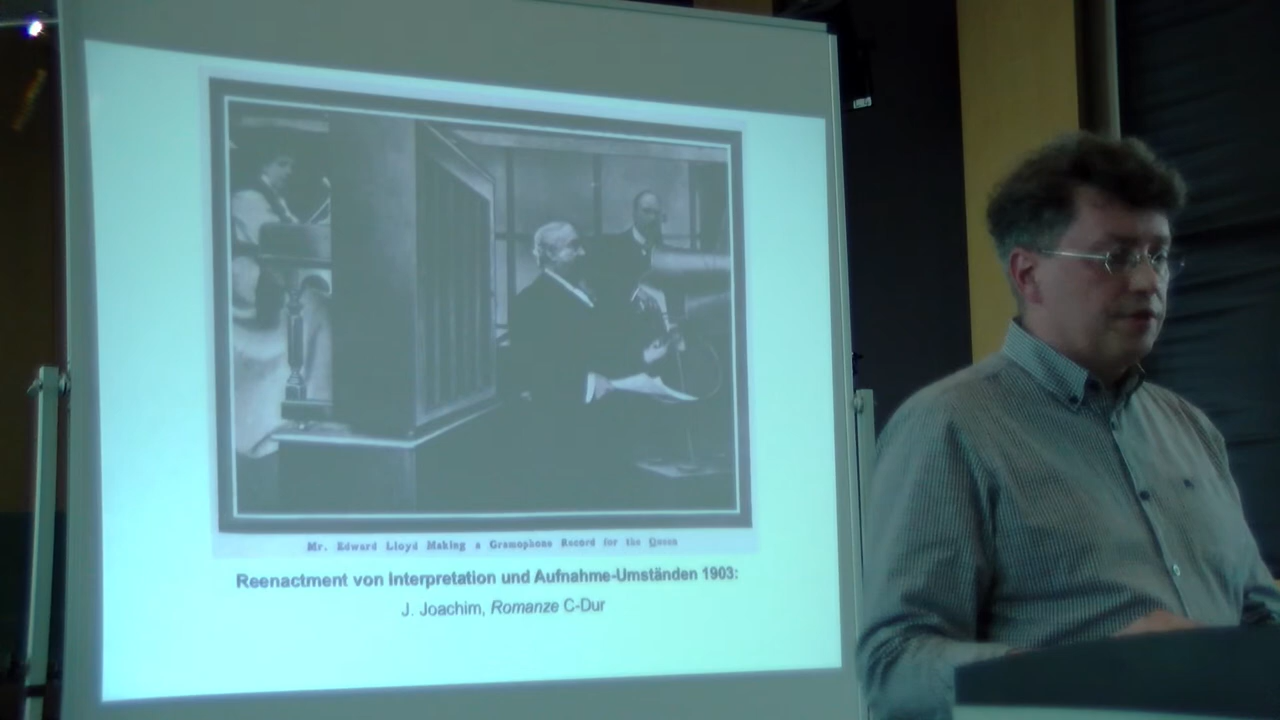 Mr. Edward Lloyd Making a Gramophone Record for the Queen
Reenactment von Interpretation und Aufnahme-Umständen 1903:
J. Joachim, Romanze C-Dur